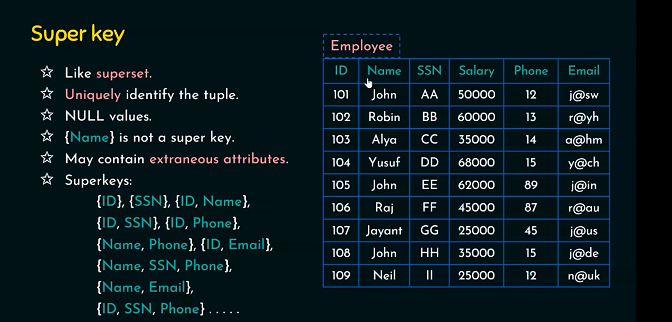 Super key
☆ Like superset.
☆ Uniquely identify the tuple.
☆ NULL values.
☆ {Name} is not a super key.
☆ May contain extraneous attributes.
☆ Superkeys:
{ID}, {SSN}, {ID, Name},
{ID, SSN}, {ID, Phone},
{Name, Phone}, {ID, Email},
{Name, SSN, Phone},
{Name, Email},
{ID, SSN, Phone} . . . . .
Employee
ID Name SSN Salary Phone Email
101 John AA 50000 12 j@sw
102 Robin BB 60000 13 r@yh
103 Alya CC 35000 14 a@hm
104 Yusuf DD 68000 15 y@ch
105 John EE 62000 89 j@in
106 Raj FF 45000 87 r@au
107 Jayant GG 25000 45 j@us
108 John HH 35000 15 j@de
109 Neil II 25000 12 n@uk